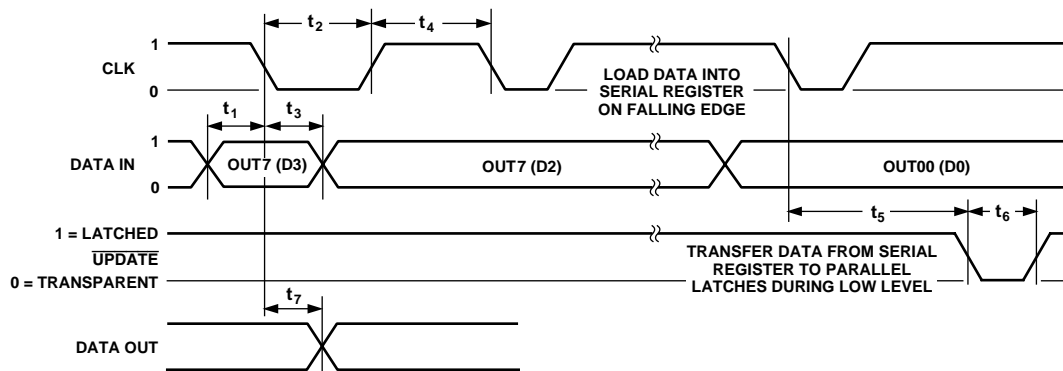 t2
t4
1
CLK
0
LOAD DATA INTO
SERIAL REGISTER
ON FALLING EDGE
t1
t3
1
DATA IN
0
OUT7 (D3)
OUT7 (D2)
OUT00 (D0)
t5
t6
1 = LATCHED
UPDATE
0 = TRANSPARENT
TRANSFER DATA FROM SERIAL
REGISTER TO PARALLEL
LATCHES DURING LOW LEVEL
t7
DATA OUT